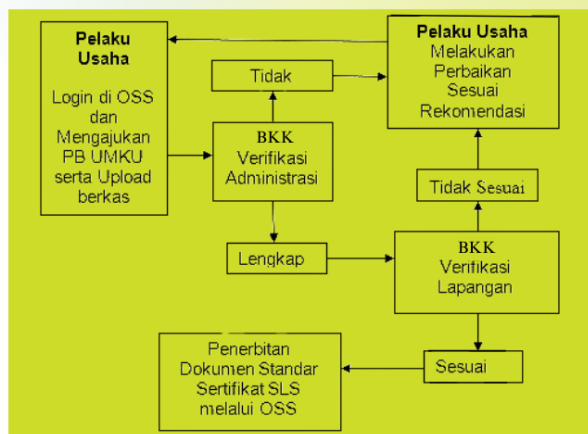 Pelaku
Usaha
Login di OSS
dan
Mengajukan
PB UMKU
serta Upload
berkas
Tidak
BKK
Verifikasi
Administrasi
Lengkap
Pelaku Usaha
Melakukan
Perbaikan
Sesuai
Rekomendasi
Tidak Sesuai
BKK
Verifikasi
Lapangan
Sesuai
Penerbitan
Dokumen Standar
Sertifikat SLS
melalui OSS